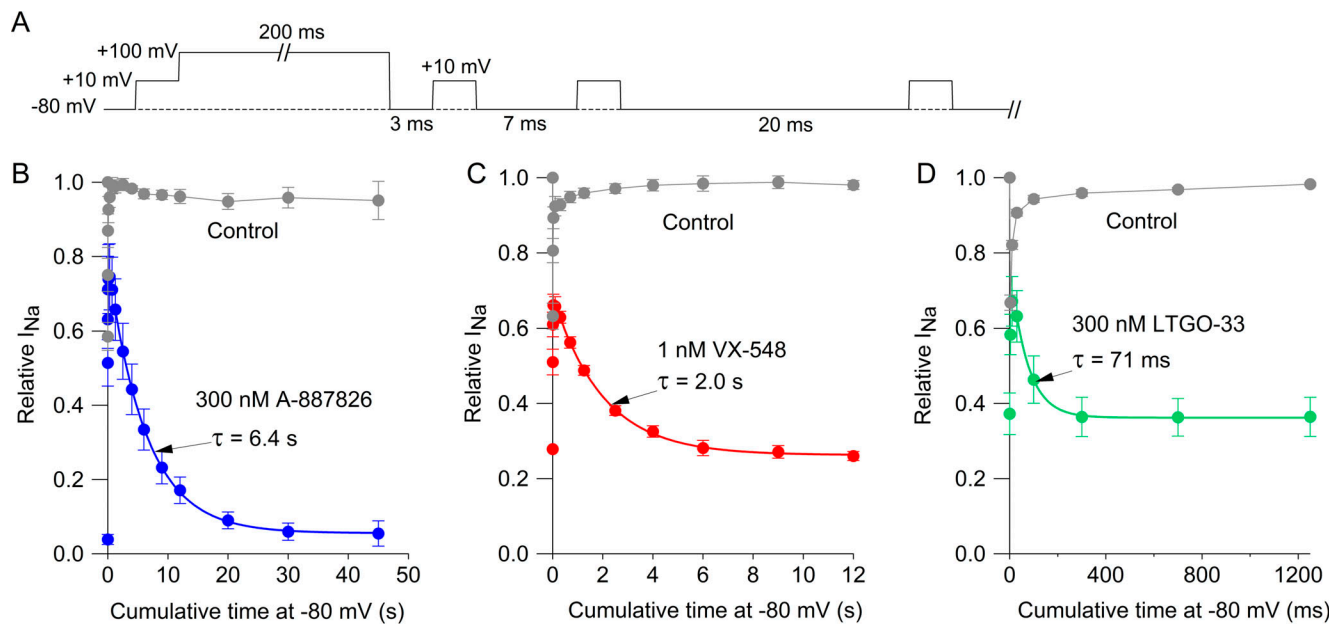 A
200 ms
+100 mV
+10 mV
+10 mV
-80 mV
3 ms
7 ms
20 ms
B
1.0
0.8
0.6
0.4
0.2
0.0
Relative I_Na
Control
300 nM A-887826
τ = 6.4 s
0 10 20 30 40 50
Cumulative time at -80 mV (s)
C
1.0
0.8
0.6
0.4
0.2
0.0
Relative I_Na
Control
1 nM VX-548
τ = 2.0 s
0 2 4 6 8 10 12
Cumulative time at -80 mV (s)
D
1.0
0.8
0.6
0.4
0.2
0.0
Relative I_Na
Control
300 nM LTGO-33
τ = 71 ms
0 400 800 1200
Cumulative time at -80 mV (ms)